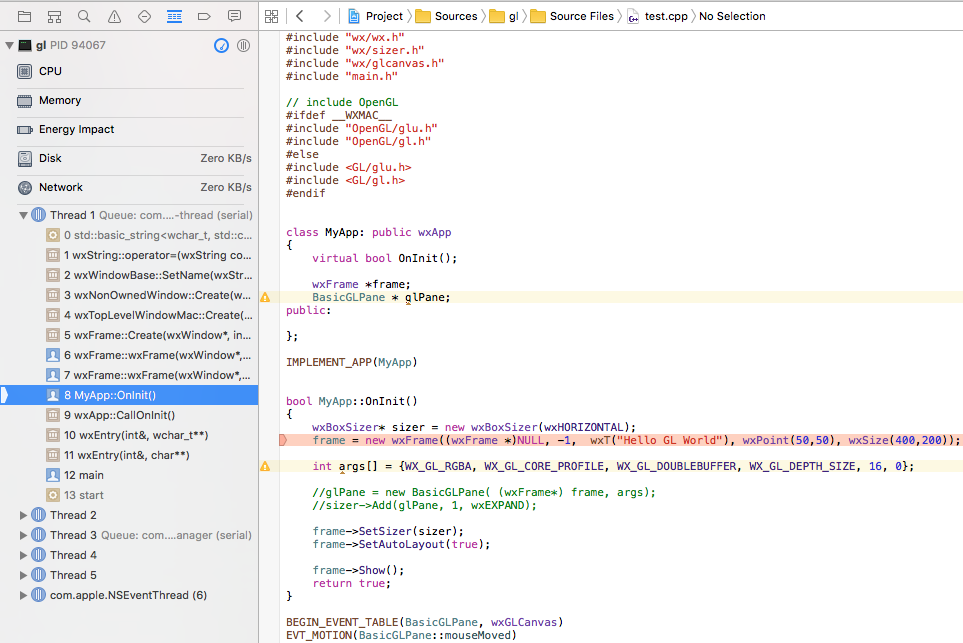 Project Sources gl Source Files test.cpp No Selection
gl PID 94067
CPU
Memory
Energy Impact
Disk Zero KB/s
Network Zero KB/s
Thread 1 Queue: com....-thread (serial)
0 std::basic_string<wchar_t, std::c...
1 wxString::operator=(wxString co...
2 wxWindowBase::SetName(wxStr...
3 wxNonOwnedWindow::Create(w...
4 wxTopLevelWindowMac::Create(...
5 wxFrame::Create(wxWindow*, in...
6 wxFrame::wxFrame(wxWindow*,...
7 wxFrame::wxFrame(wxWindow*,...
8 MyApp::OnInit()
9 wxApp::CallOnInit()
10 wxEntry(int&, wchar_t**)
11 wxEntry(int&, char**)
12 main
13 start
Thread 2
Thread 3 Queue: com....anager (serial)
Thread 4
Thread 5
com.apple.NSEventThread (6)
#include "wx/wx.h"
#include "wx/sizer.h"
#include "wx/glcanvas.h"
#include "main.h"
// include OpenGL
#ifdef __WXMAC__
#include "OpenGL/glu.h"
#include "OpenGL/gl.h"
#else
#include <GL/glu.h>
#include <GL/gl.h>
#endif
class MyApp: public wxApp
{
virtual bool OnInit();
wxFrame *frame;
BasicGLPane * glPane;
public:
};
IMPLEMENT_APP(MyApp)
bool MyApp::OnInit()
{
wxBoxSizer* sizer = new wxBoxSizer(wxHORIZONTAL);
frame = new wxFrame((wxFrame *)NULL, -1,  wxT("Hello GL World"), wxPoint(50,50), wxSize(400,200));
int args[] = {WX_GL_RGBA, WX_GL_CORE_PROFILE, WX_GL_DOUBLEBUFFER, WX_GL_DEPTH_SIZE, 16, 0};
//glPane = new BasicGLPane( (wxFrame*) frame, args);
//sizer->Add(glPane, 1, wxEXPAND);
frame->SetSizer(sizer);
frame->SetAutoLayout(true);
frame->Show();
return true;
}
BEGIN_EVENT_TABLE(BasicGLPane, wxGLCanvas)
EVT_MOTION(BasicGLPane::mouseMoved)